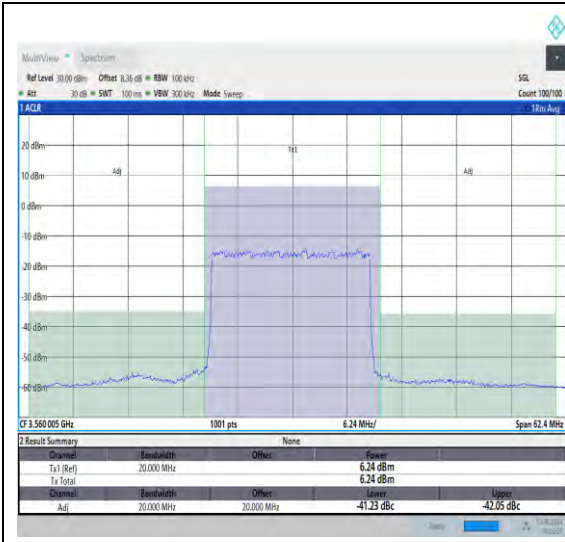 MultiView Spectrum
Ref Level 30.00 dBm Offset 8.36 dB RBW 100 kHz SGL
Att 30 dB SWT 100 ms VBW 300 kHz Mode Sweep Count 100/100
1 ACLR 1Rm Avg
Tx1
20 dBm
Adj Adj
10 dBm
0 dBm
-10 dBm
-20 dBm
-30 dBm
-40 dBm
-50 dBm
-60 dBm
CF 3.560 005 GHz 1001 pts 6.24 MHz/ Span 62.4 MHz
2 Result Summary None
Channel Bandwidth Offset Power
Tx1 (Ref) 20.000 MHz 6.24 dBm
Tx Total 6.24 dBm
Channel Bandwidth Offset Lower Upper
Adj 20.000 MHz 20.000 MHz -41.23 dBc -42.05 dBc